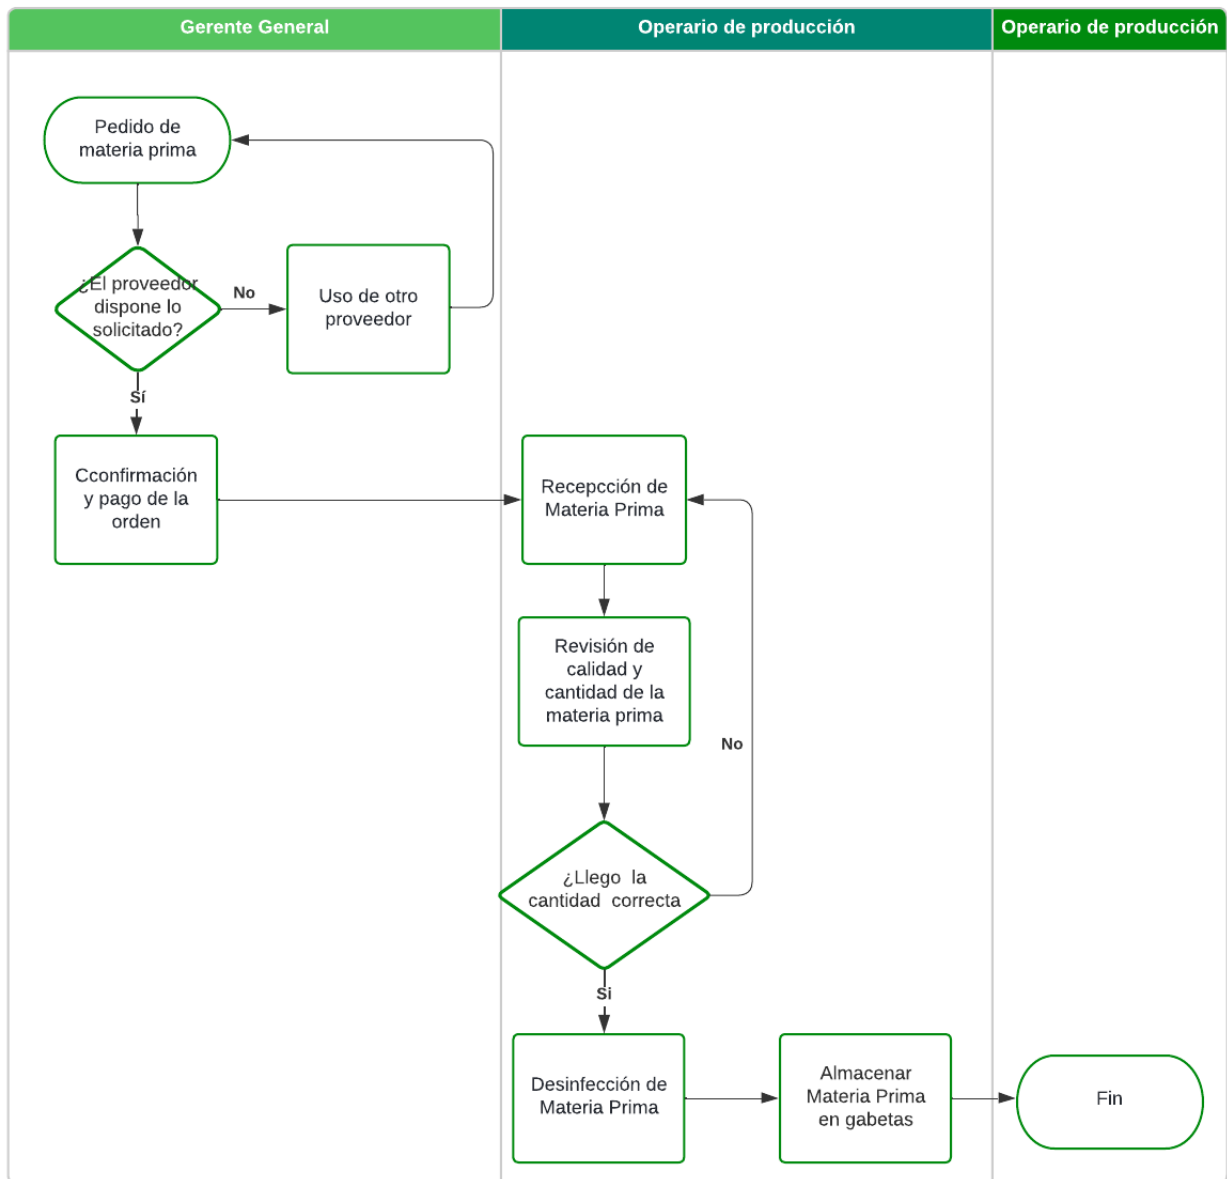 Gerente General
Operario de producción
Operario de producción
Pedido de
materia prima
¿El proveedor
dispone lo
solicitado?
No
Uso de otro
proveedor
Sí
Cconfirmación
y pago de la
orden
Recepcción de
Materia Prima
Revisión de
calidad y
cantidad de la
materia prima
No
¿Llego la
cantidad correcta
Si
Desinfección de
Materia Prima
Almacenar
Materia Prima
en gabetas
Fin